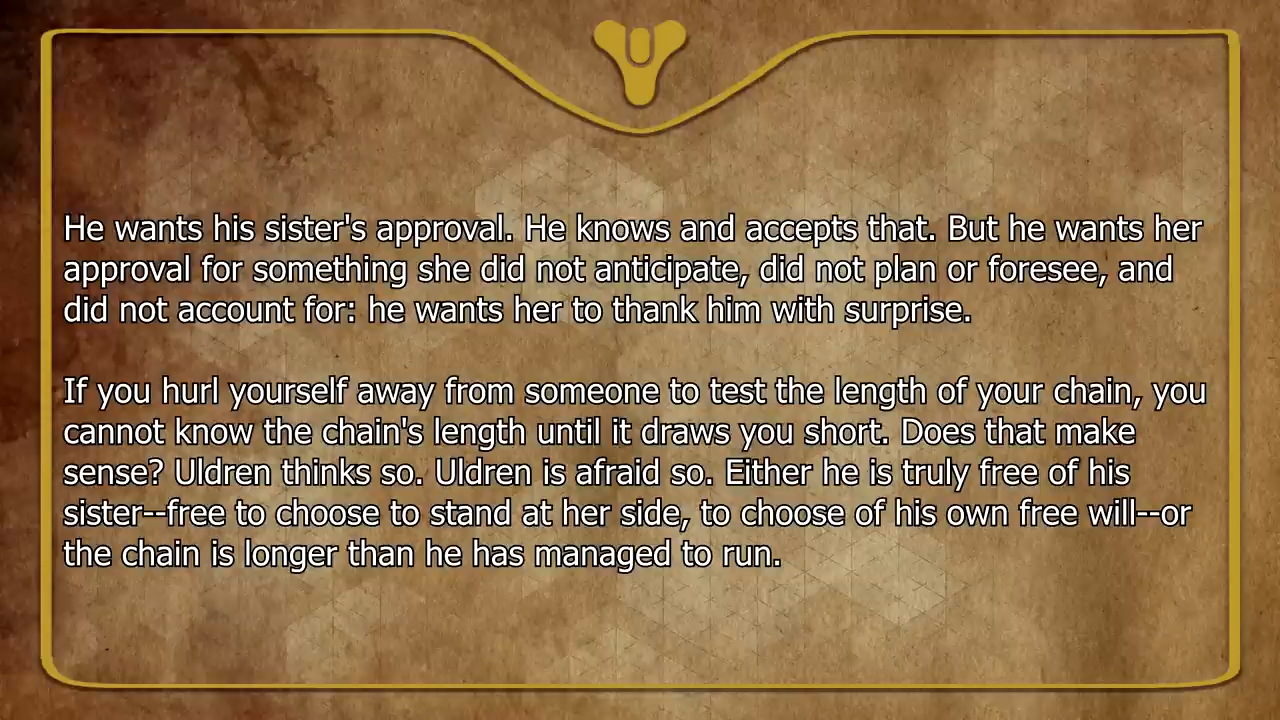 He wants his sister's approval. He knows and accepts that. But he wants her
approval for something she did not anticipate, did not plan or foresee, and
did not account for: he wants her to thank him with surprise.
If you hurl yourself away from someone to test the length of your chain, you
cannot know the chain's length until it draws you short. Does that make
sense? Uldren thinks so. Uldren is afraid so. Either he is truly free of his
sister--free to choose to stand at her side, to choose of his own free will--or
the chain is longer than he has managed to run.